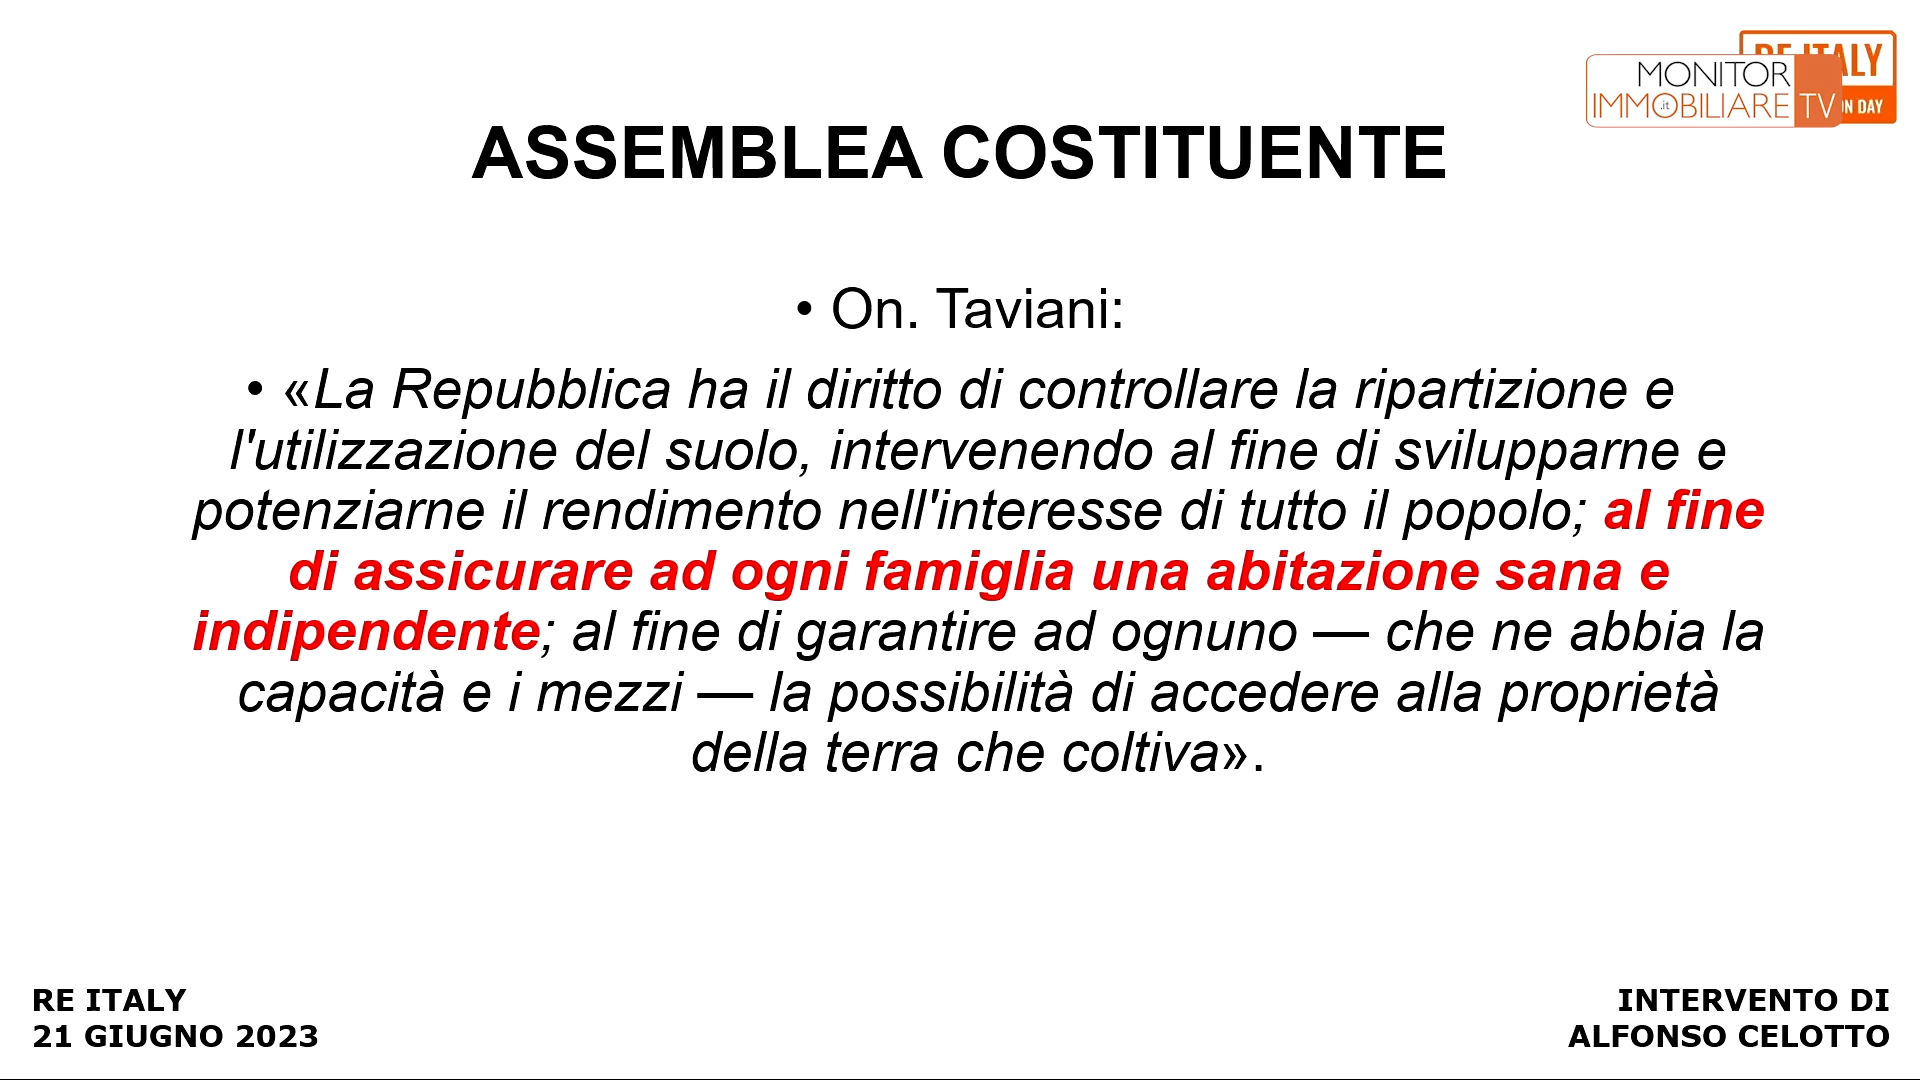 RE ITALY
MONITOR
IMMOBILIARE TV
.it
ON DAY
ASSEMBLEA COSTITUENTE
• On. Taviani:
• «La Repubblica ha il diritto di controllare la ripartizione e
l'utilizzazione del suolo, intervenendo al fine di svilupparne e
potenziarne il rendimento nell'interesse di tutto il popolo; al fine
di assicurare ad ogni famiglia una abitazione sana e
indipendente; al fine di garantire ad ognuno — che ne abbia la
capacità e i mezzi — la possibilità di accedere alla proprietà
della terra che coltiva».
RE ITALY
21 GIUGNO 2023
INTERVENTO DI
ALFONSO CELOTTO